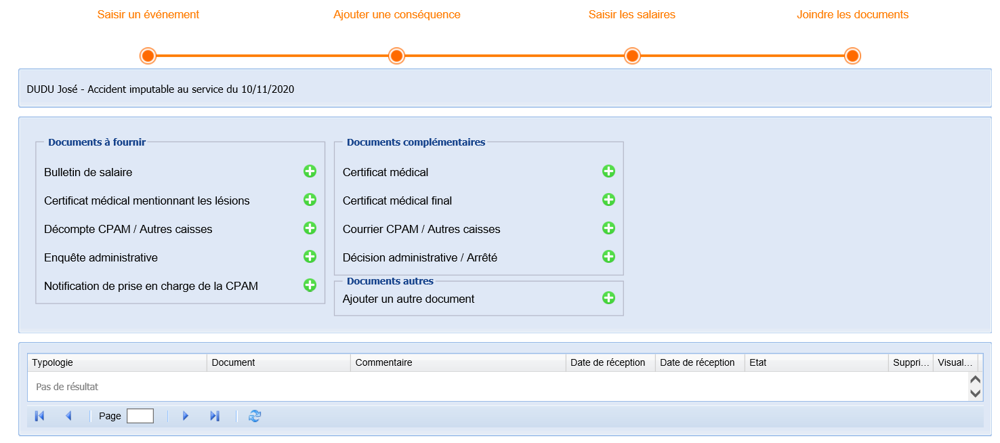 Saisir un événement
Ajouter une conséquence
Saisir les salaires
Joindre les documents
DUDU José - Accident imputable au service du 10/11/2020
Documents à fournir
Bulletin de salaire
Certificat médical mentionnant les lésions
Décompte CPAM / Autres caisses
Enquête administrative
Notification de prise en charge de la CPAM
Documents complémentaires
Certificat médical
Certificat médical final
Courrier CPAM / Autres caisses
Décision administrative / Arrêté
Documents autres
Ajouter un autre document
Typologie Document Commentaire Date de réception Date de réception Etat Suppri... Visual...
Pas de résultat
Page